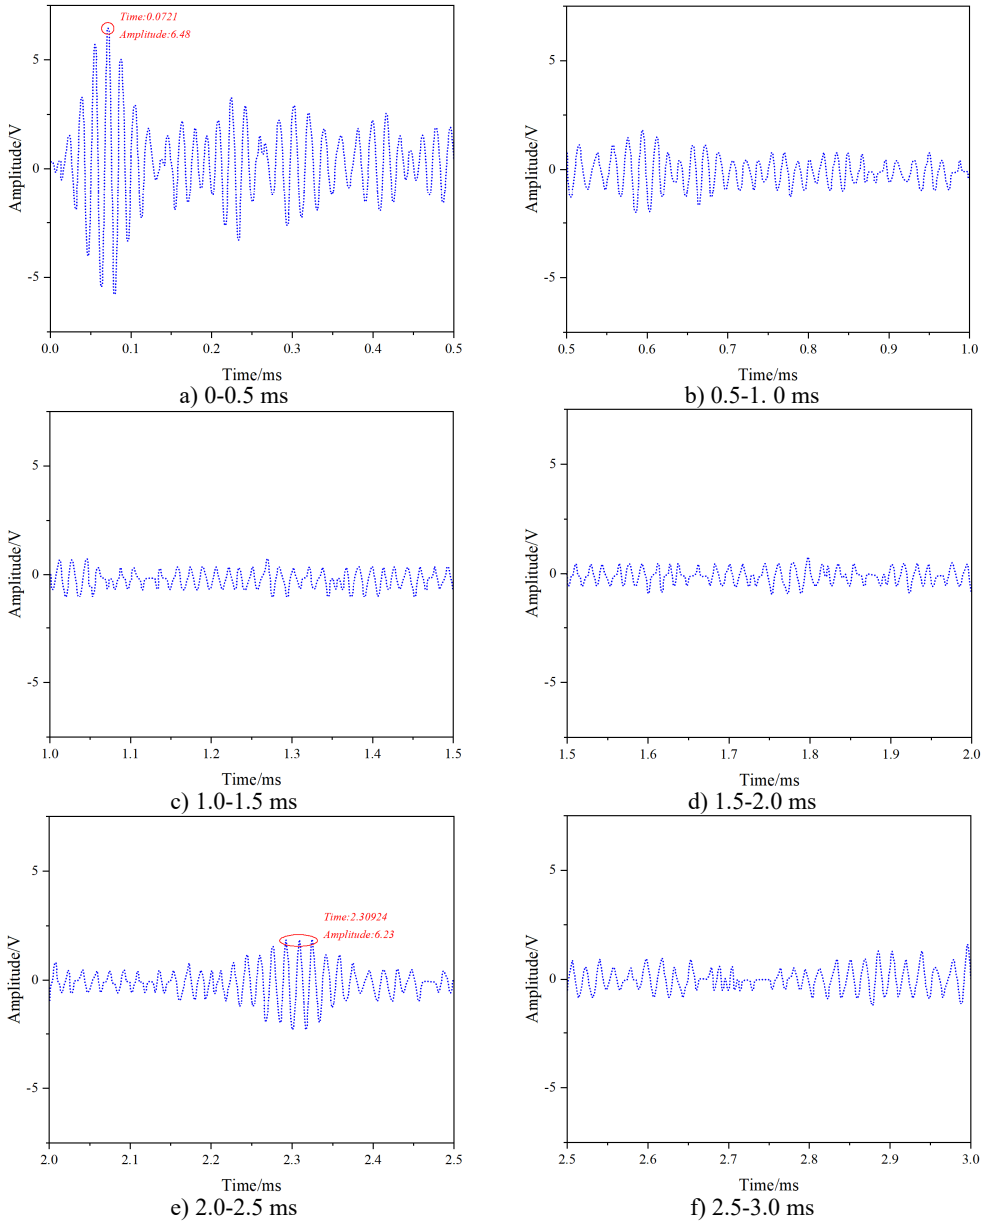 Time:0.0721
Amplitude:6.48
Amplitude/V
5
0
-5
0.0 0.1 0.2 0.3 0.4 0.5
Time/ms
a) 0-0.5 ms
Amplitude/V
5
0
-5
0.5 0.6 0.7 0.8 0.9 1.0
Time/ms
b) 0.5-1. 0 ms
Amplitude/V
5
0
-5
1.0 1.1 1.2 1.3 1.4 1.5
Time/ms
c) 1.0-1.5 ms
Amplitude/V
5
0
-5
1.5 1.6 1.7 1.8 1.9 2.0
Time/ms
d) 1.5-2.0 ms
Time:2.30924
Amplitude:6.23
Amplitude/V
5
0
-5
2.0 2.1 2.2 2.3 2.4 2.5
Time/ms
e) 2.0-2.5 ms
Amplitude/V
5
0
-5
2.5 2.6 2.7 2.8 2.9 3.0
Time/ms
f) 2.5-3.0 ms